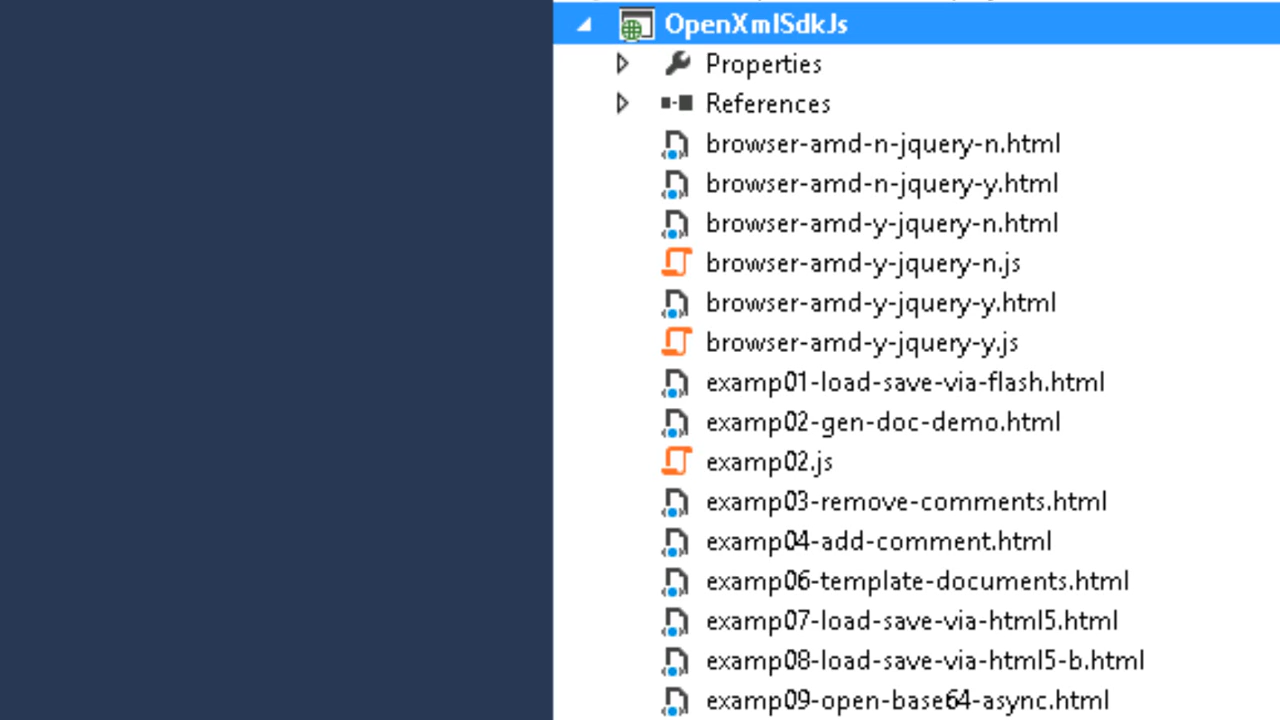 OpenXmlSdkJs
Properties
References
browser-amd-n-jquery-n.html
browser-amd-n-jquery-y.html
browser-amd-y-jquery-n.html
browser-amd-y-jquery-n.js
browser-amd-y-jquery-y.html
browser-amd-y-jquery-y.js
examp01-load-save-via-flash.html
examp02-gen-doc-demo.html
examp02.js
examp03-remove-comments.html
examp04-add-comment.html
examp06-template-documents.html
examp07-load-save-via-html5.html
examp08-load-save-via-html5-b.html
examp09-open-base64-async.html